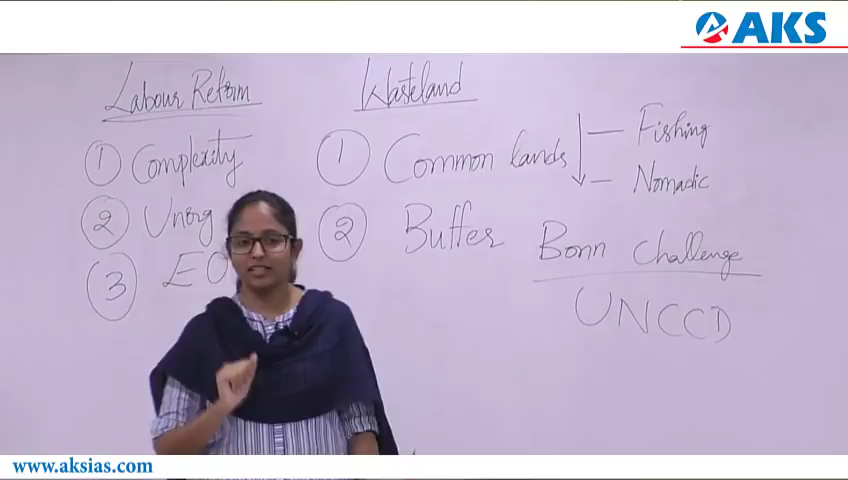 AKS
Labour Reform
① Complexity
② Unorg
③ EO
Wasteland
① Common lands
Fishing
Nomadic
② Buffer
Bonn challenge
UNCCD
www.aksias.com